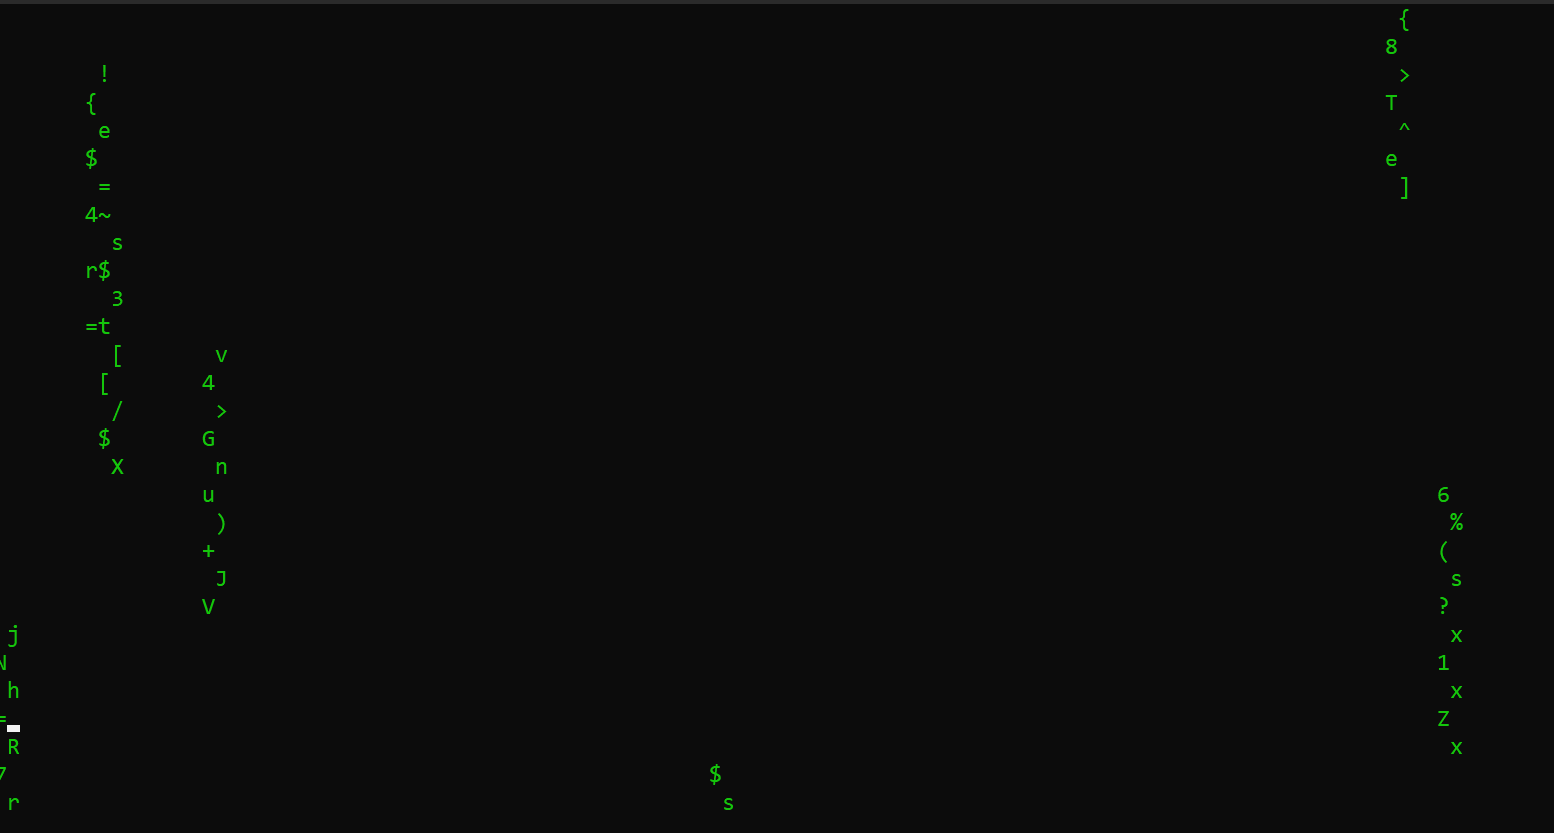 {
8
! >
{ T
e ^
$ e
= ]
4~
s
r$
3
=t
[ v
[ 4
/ >
$ G
X n
u 6
) %
+ (
J s
V ?
j x
N 1
h x
= Z
R x
7 $
r s